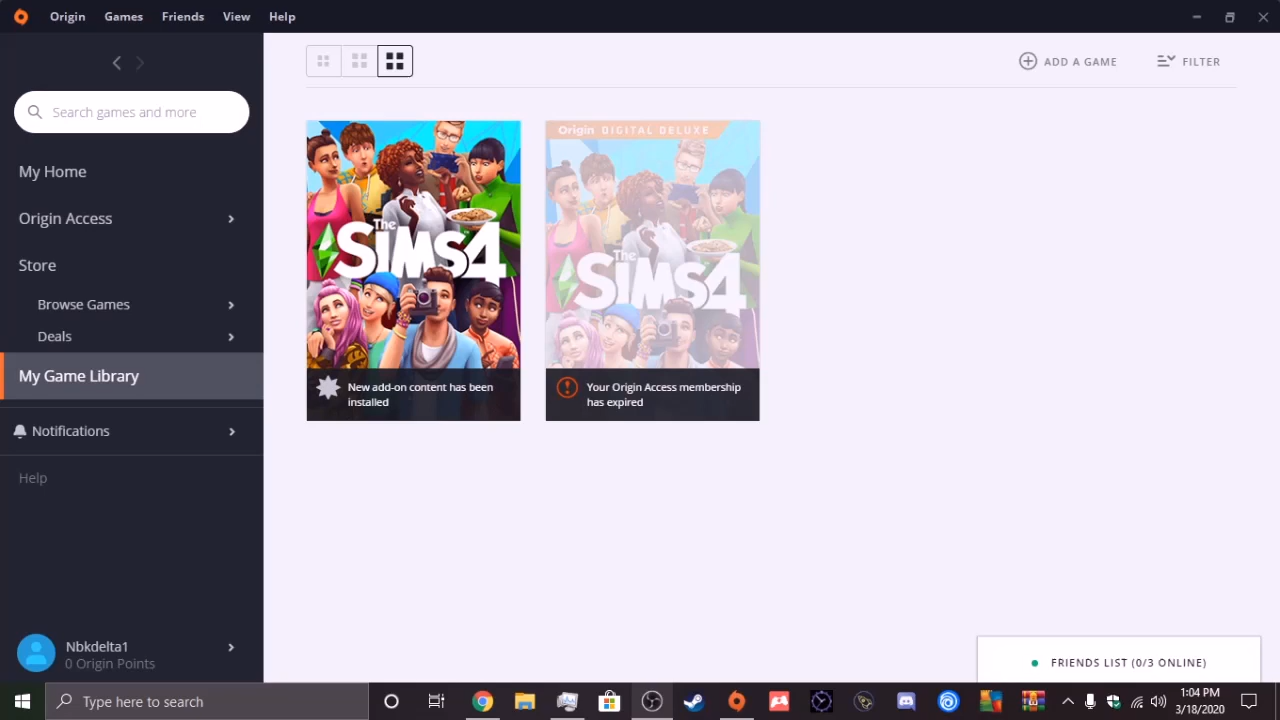 Origin Games Friends View Help
Search games and more
My Home
Origin Access
Store
Browse Games
Deals
My Game Library
Notifications
Help
Nbkdelta1
0 Origin Points
ADD A GAME FILTER
The
SiMS4
New add-on content has been
installed
Origin DIGITAL DELUXE
The
SiMS4
Your Origin Access membership
has expired
FRIENDS LIST (0/3 ONLINE)
Type here to search
1:04 PM
3/18/2020